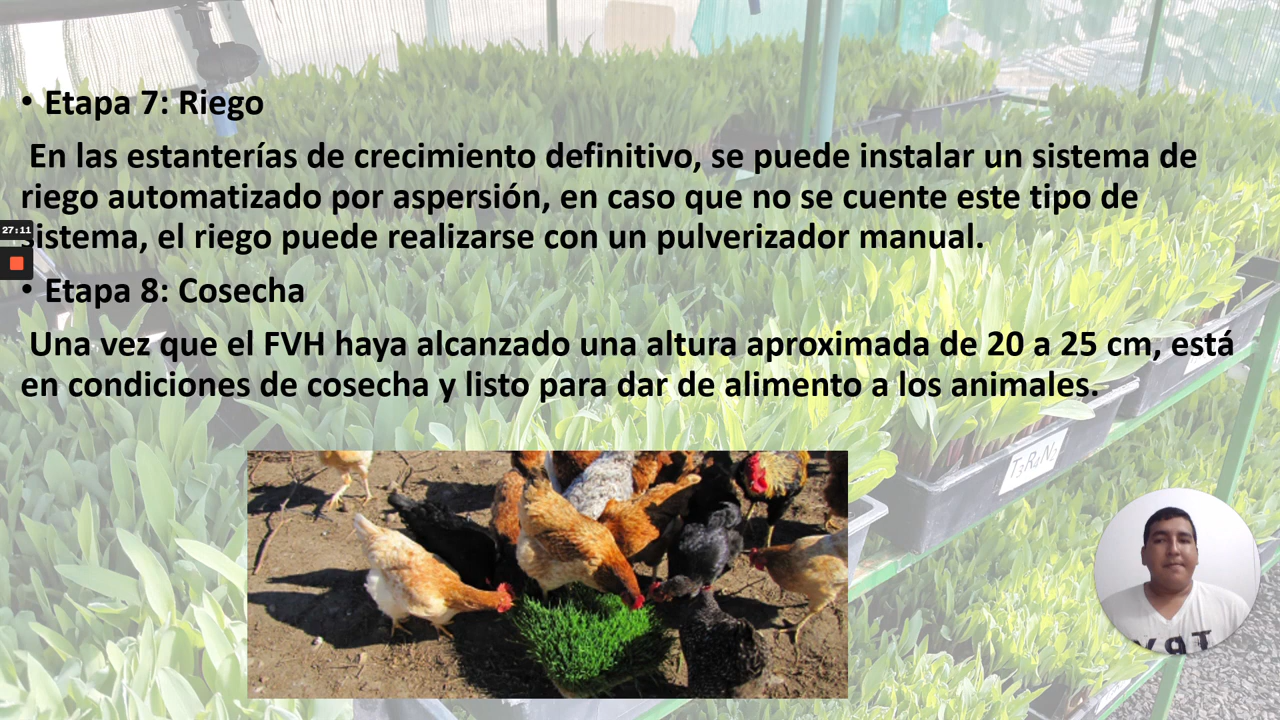 • Etapa 7: Riego
En las estanterías de crecimiento definitivo, se puede instalar un sistema de
riego automatizado por aspersión, en caso que no se cuente este tipo de
sistema, el riego puede realizarse con un pulverizador manual.
27:11
• Etapa 8: Cosecha
Una vez que el FVH haya alcanzado una altura aproximada de 20 a 25 cm, está
en condiciones de cosecha y listo para dar de alimento a los animales.